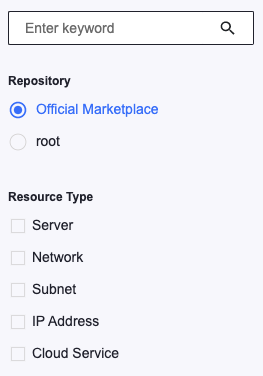 Enter keyword
Repository
Official Marketplace
root
Resource Type
Server
Network
Subnet
IP Address
Cloud Service